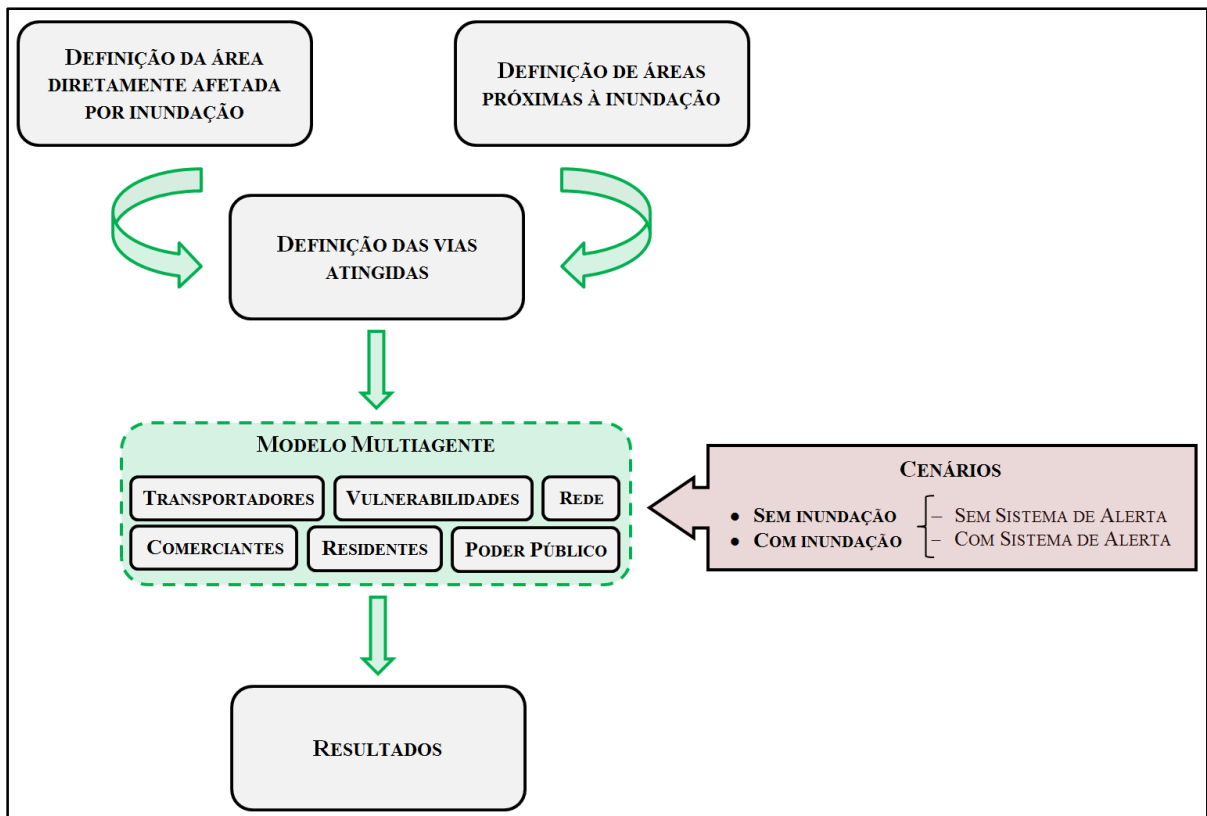 DEFINIÇÃO DA ÁREA
DIRETAMENTE AFETADA
POR INUNDAÇÃO
DEFINIÇÃO DE ÁREAS
PRÓXIMAS À INUNDAÇÃO
DEFINIÇÃO DAS VIAS
ATINGIDAS
MODELO MULTIAGENTE
TRANSPORTADORES
VULNERABILIDADES
REDE
COMERCIANTES
RESIDENTES
PODER PÚBLICO
CENÁRIOS
• SEM INUNDAÇÃO
• COM INUNDAÇÃO
– SEM SISTEMA DE ALERTA
– COM SISTEMA DE ALERTA
RESULTADOS